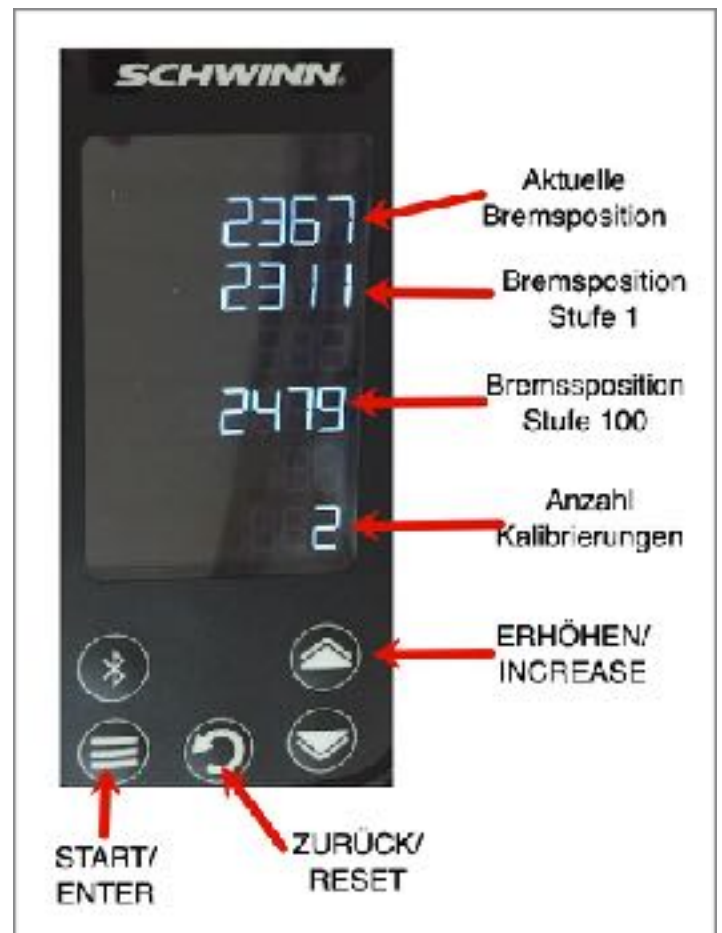 SCHWINN.
2367
Aktuelle
Bremsposition
2311
Bremsposition
Stufe 1
2479
Bremssposition
Stufe 100
2
Anzahl
Kalibrierungen
ERHÖHEN/
INCREASE
START/
ENTER
ZURÜCK/
RESET